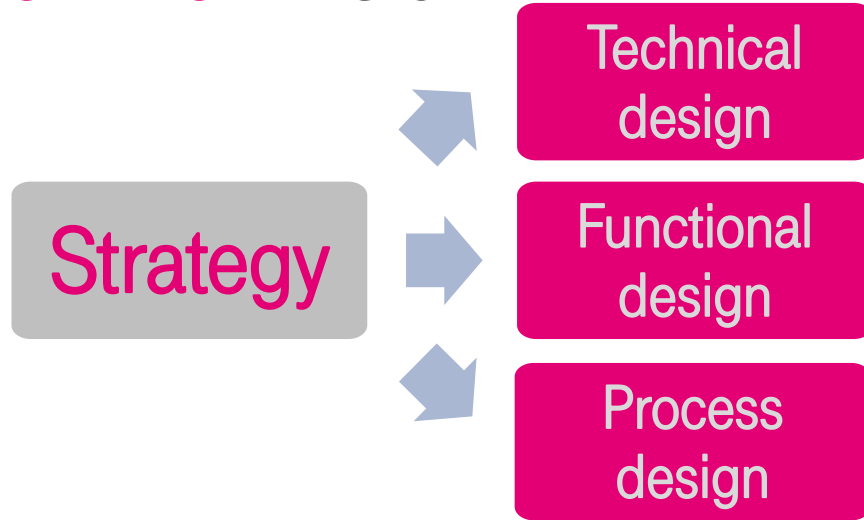 Strategy
Technical
design
Functional
design
Process
design